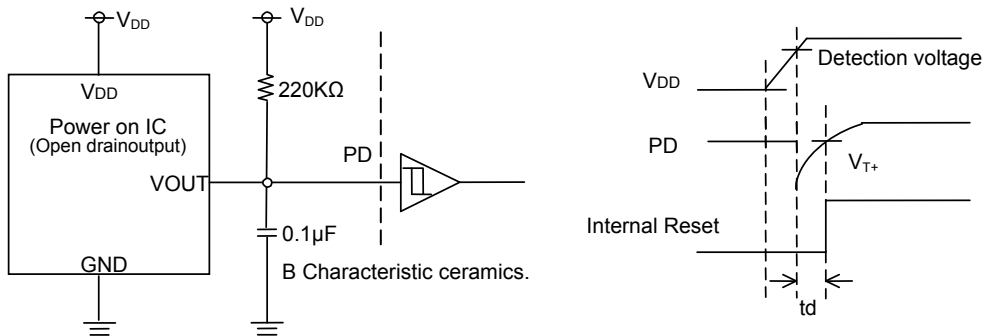 VDD
VDD
VDD
Power on IC
(Open drainoutput)
VOUT
GND
220KΩ
PD
0.1µF
B Characteristic ceramics.
Detection voltage
VDD
PD
VT+
Internal Reset
td